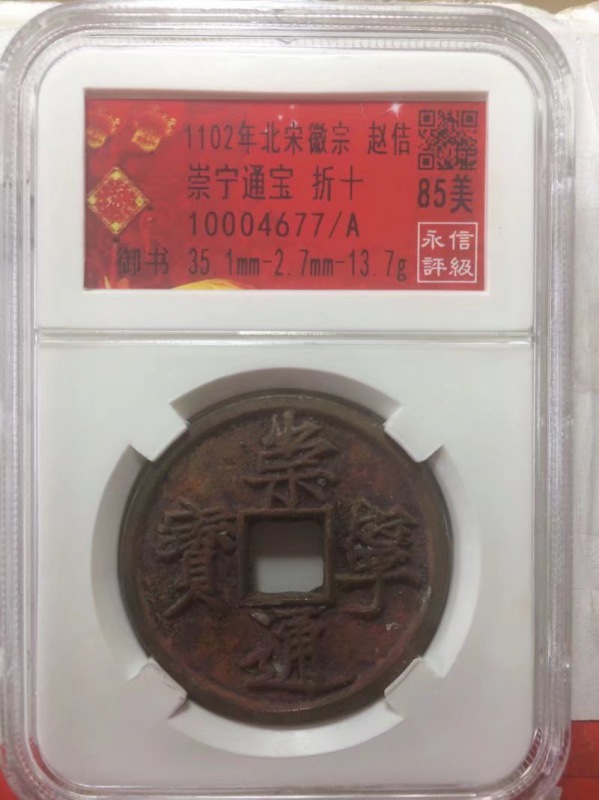 1102年北宋徽宗 赵佶
崇宁通宝 折十
85美
10004677/A
御书 35.1mm-2.7mm-13.7g
永信
評級
崇寧通寳